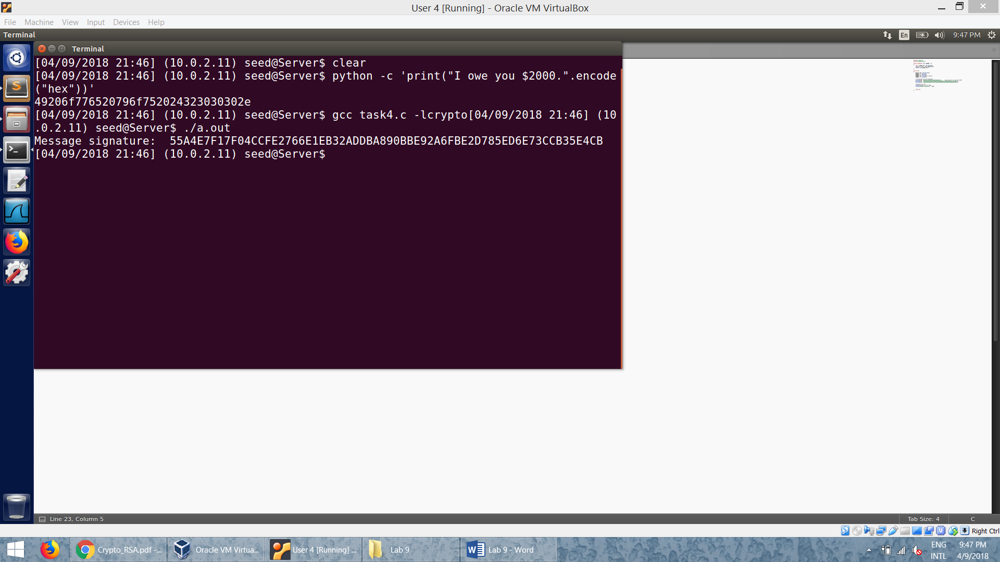 User 4 [Running] - Oracle VM VirtualBox
File Machine View Input Devices Help
Terminal
En
9:47 PM
Terminal
[04/09/2018 21:46] (10.0.2.11) seed@Server$ clear
[04/09/2018 21:46] (10.0.2.11) seed@Server$ python -c 'print("I owe you $2000.".encode
("hex"))'
49206f776520796f752024323030302e
[04/09/2018 21:46] (10.0.2.11) seed@Server$ gcc task4.c -lcrypto[04/09/2018 21:46] (10
.0.2.11) seed@Server$ ./a.out
Message signature:  55A4E7F17F04CCFE2766E1EB32ADDBA890BBE92A6FBE2D785ED6E73CCB35E4CB
[04/09/2018 21:46] (10.0.2.11) seed@Server$
Line 23, Column 5
Tab Size: 4
C
Right Ctrl
Crypto_RSA.pdf -...
Oracle VM Virtua...
User 4 [Running] ...
Lab 9
Lab 9 - Word
ENG
INTL
9:47 PM
4/9/2018